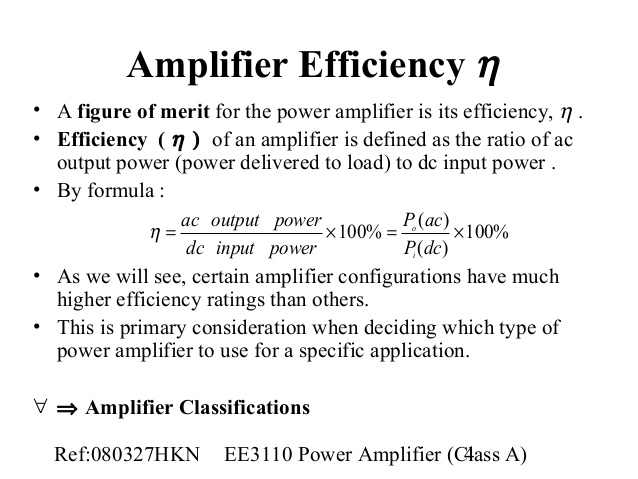 Amplifier Efficiency η
• A figure of merit for the power amplifier is its efficiency, η .
• Efficiency ( η ) of an amplifier is defined as the ratio of ac
output power (power delivered to load) to dc input power .
• By formula :
η = ac output power / dc input power ×100% = Pₒ(ac) / Pᵢ(dc) ×100%
• As we will see, certain amplifier configurations have much
higher efficiency ratings than others.
• This is primary consideration when deciding which type of
power amplifier to use for a specific application.
∀ ⇒ Amplifier Classifications
Ref:080327HKN EE3110 Power Amplifier (Class A)
4